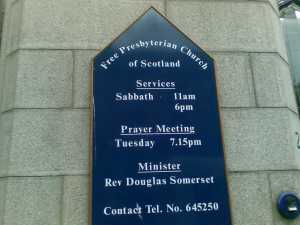 Free Presbyterian Church
of Scotland
Services
Sabbath 11am
6pm
Prayer Meeting
Tuesday 7.15pm
Minister
Rev Douglas Somerset
Contact Tel. No. 645250